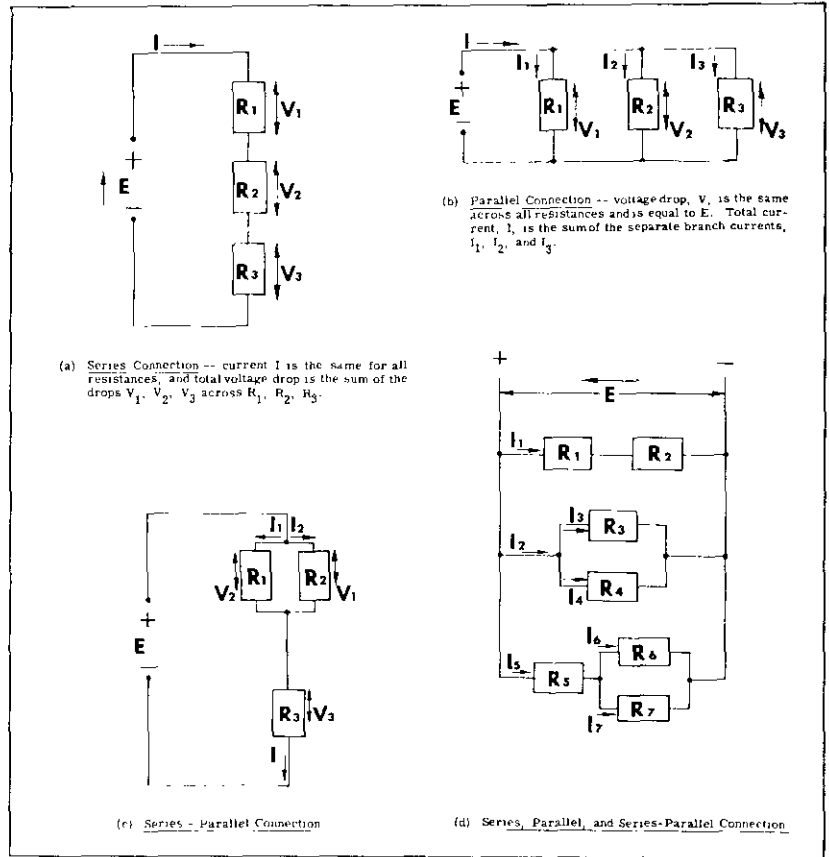 I
+
E
−
R1
V1
R2
V2
R3
V3
(a) Series Connection -- current I is the same for all
resistances, and total voltage drop is the sum of the
drops V1, V2, V3 across R1, R2, R3.
I
I1
I2
I3
+
E
−
R1
V1
R2
V2
R3
V3
(b) Parallel Connection -- voltage drop, V, is the same
across all resistances and is equal to E. Total cur-
rent, I, is the sum of the separate branch currents,
I1, I2, and I3.
I1 I2
R1
V2
R2
V1
+
E
−
R3
V3
I
(c) Series - Parallel Connection
+
−
E
I1
R1
R2
I3
R3
I2
I4
R4
I6
R6
I5
R5
I7
R7
(d) Series, Parallel, and Series-Parallel Connection